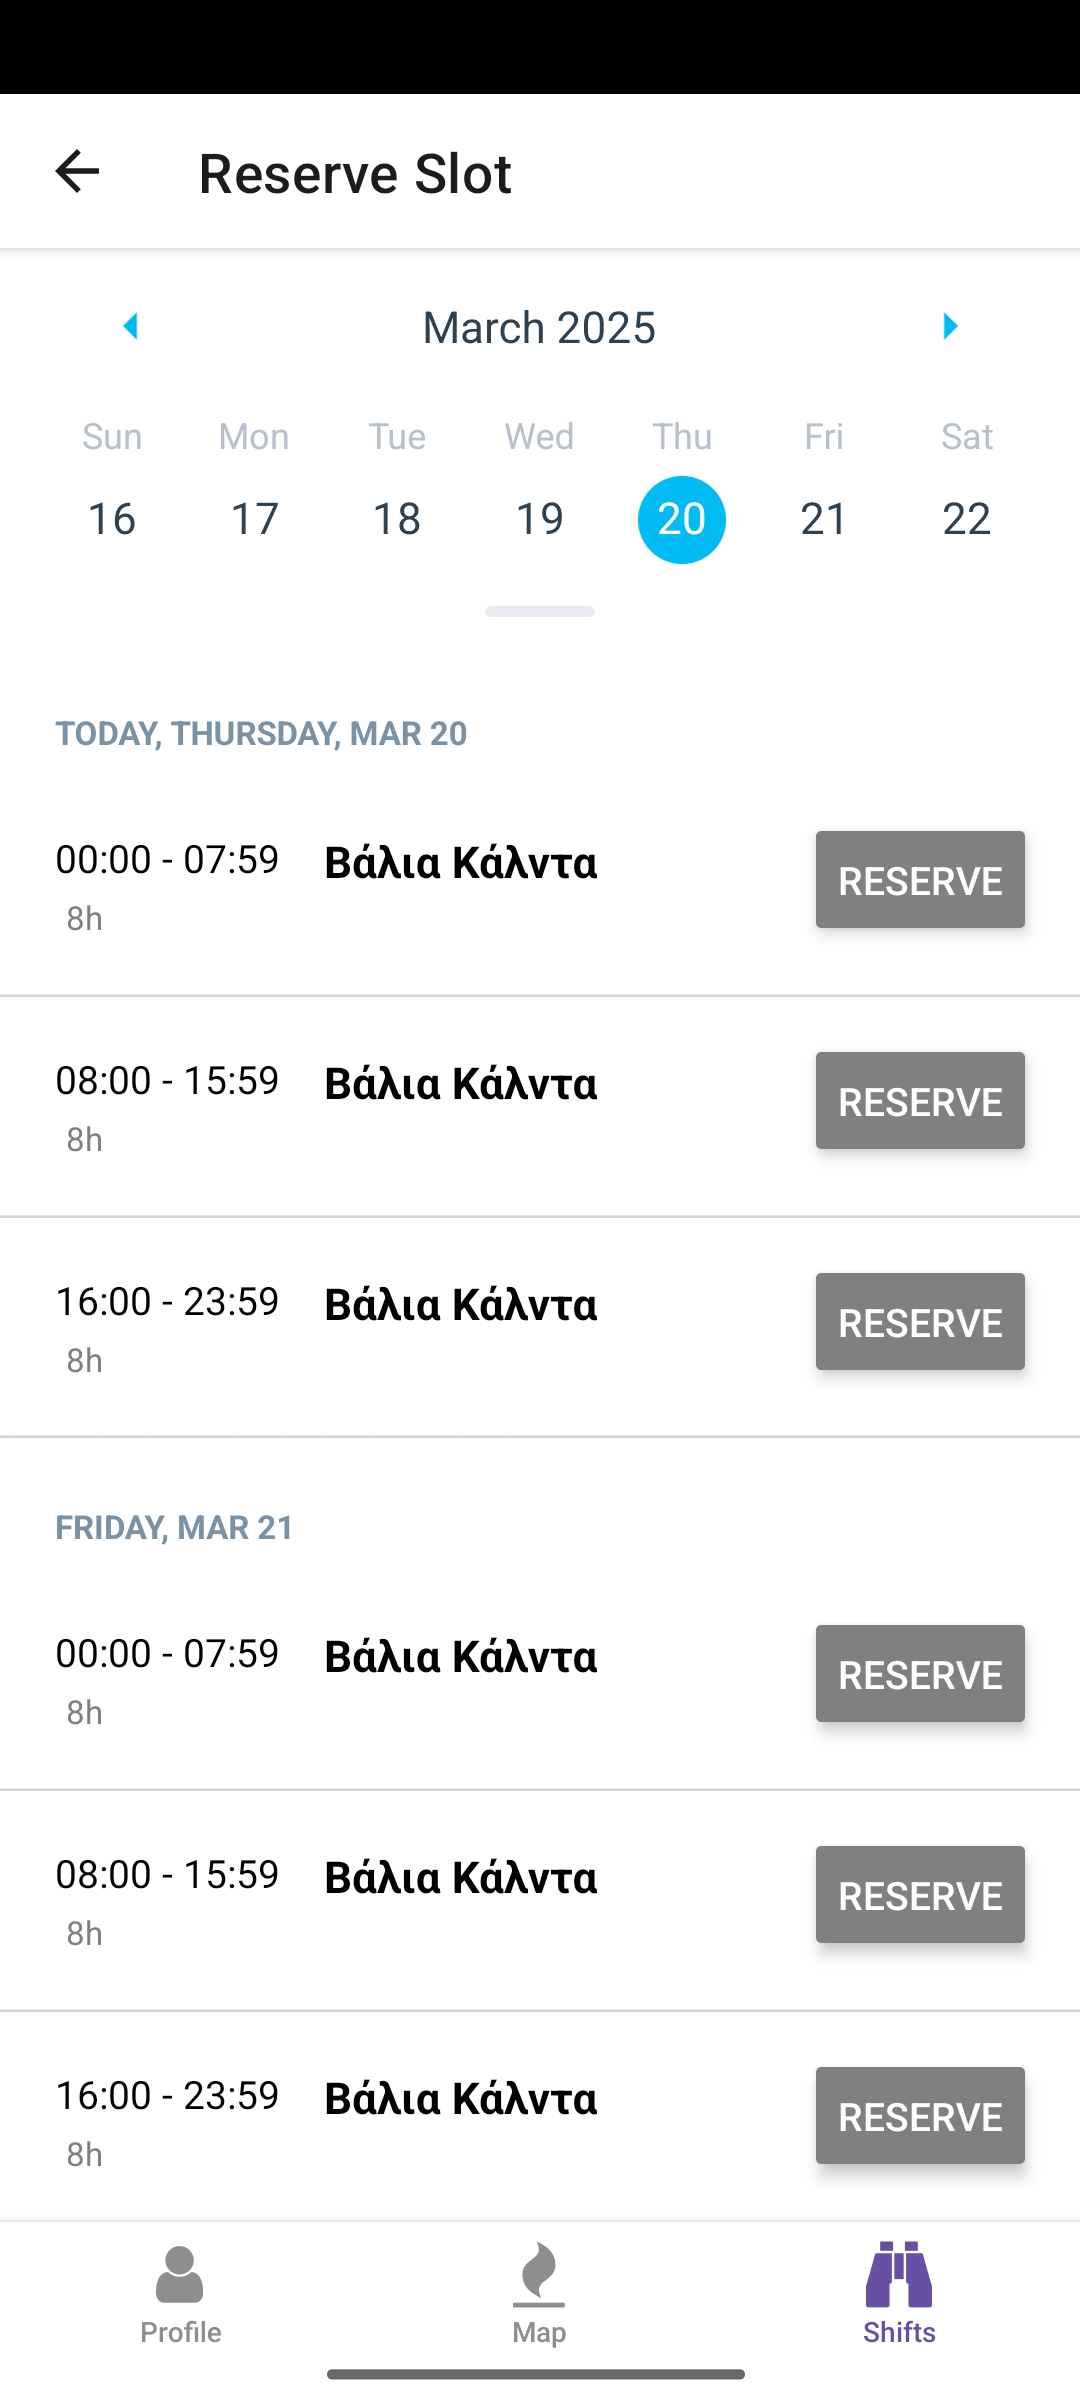 Reserve Slot
March 2025
Sun Mon Tue Wed Thu Fri Sat
16 17 18 19 20 21 22
TODAY, THURSDAY, MAR 20
00:00 - 07:59 Βάλια Κάλντα RESERVE
8h
08:00 - 15:59 Βάλια Κάλντα RESERVE
8h
16:00 - 23:59 Βάλια Κάλντα RESERVE
8h
FRIDAY, MAR 21
00:00 - 07:59 Βάλια Κάλντα RESERVE
8h
08:00 - 15:59 Βάλια Κάλντα RESERVE
8h
16:00 - 23:59 Βάλια Κάλντα RESERVE
8h
Profile Map Shifts